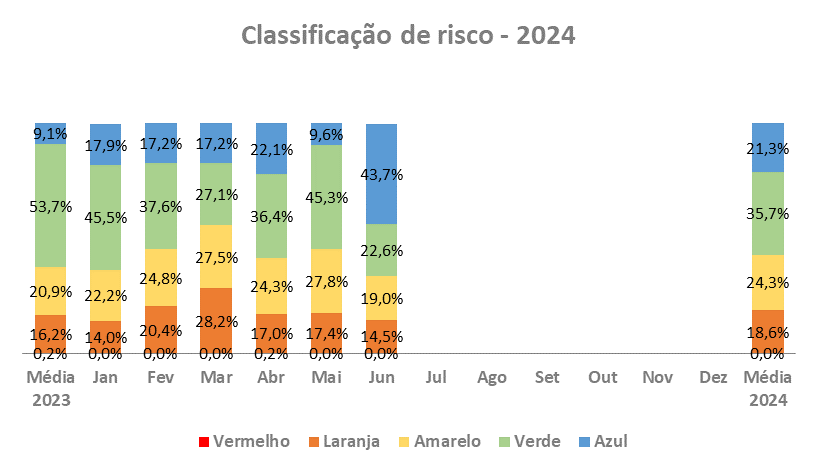 Classificação de risco - 2024
9,1% 17,9% 17,2% 17,2% 22,1% 9,6% 43,7% 21,3%
53,7% 45,5% 37,6% 27,1% 36,4% 45,3% 22,6% 35,7%
20,9% 22,2% 24,8% 27,5% 24,3% 27,8% 19,0% 24,3%
16,2% 14,0% 20,4% 28,2% 17,0% 17,4% 14,5% 18,6%
0,2% 0,0% 0,0% 0,0% 0,2% 0,0% 0,0% 0,0%
Média Jan Fev Mar Abr Mai Jun Jul Ago Set Out Nov Dez Média
2023 2024
Vermelho Laranja Amarelo Verde Azul